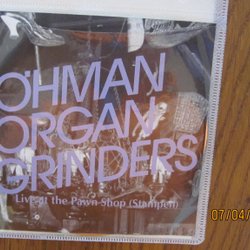 ÖHMAN
ORGAN
GRINDERS
Live at the Pawn Shop (Stampen)
07/04/